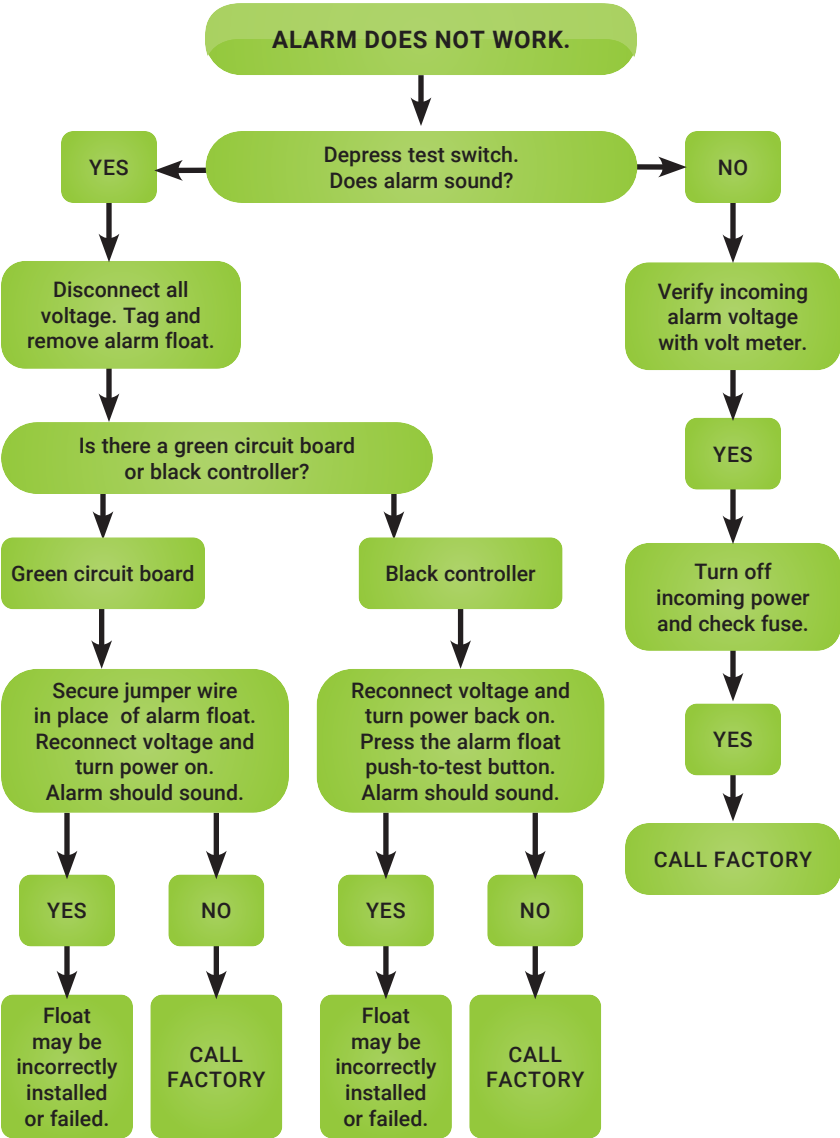 ALARM DOES NOT WORK.
Depress test switch.
Does alarm sound?
YES
NO
Disconnect all
voltage. Tag and
remove alarm float.
Verify incoming
alarm voltage
with volt meter.
Is there a green circuit board
or black controller?
YES
Green circuit board
Black controller
Turn off
incoming power
and check fuse.
Secure jumper wire
in place of alarm float.
Reconnect voltage and
turn power on.
Alarm should sound.
Reconnect voltage and
turn power back on.
Press the alarm float
push-to-test button.
Alarm should sound.
YES
CALL FACTORY
YES
NO
YES
NO
Float
may be
incorrectly
installed
or failed.
CALL
FACTORY
Float
may be
incorrectly
installed
or failed.
CALL
FACTORY